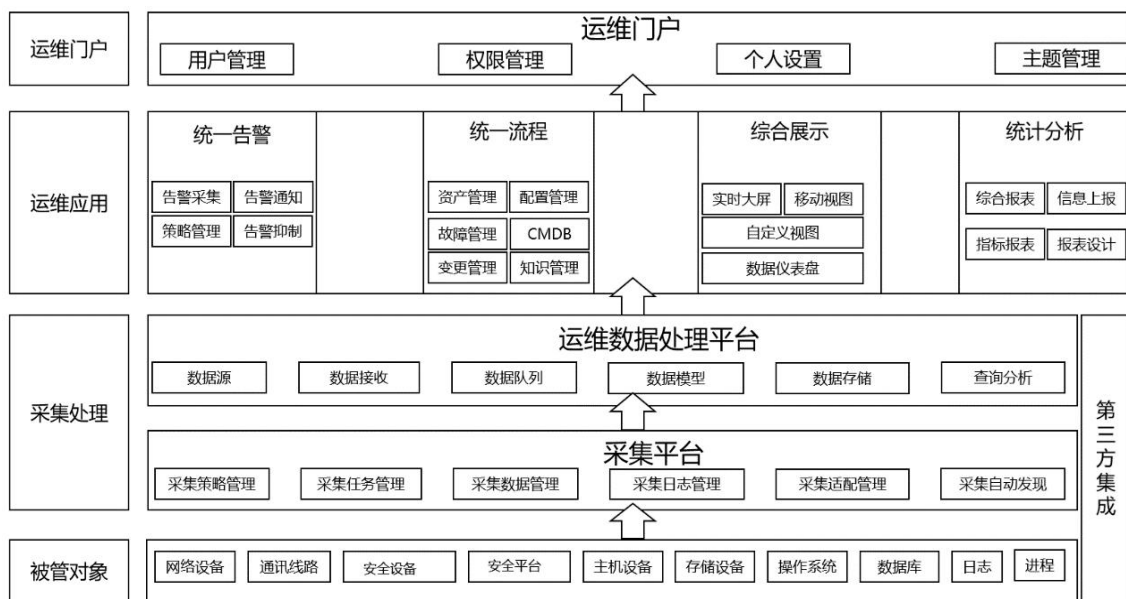 运维门户
运维门户
用户管理
权限管理
个人设置
主题管理
运维应用
统一告警
告警采集
告警通知
策略管理
告警抑制
统一流程
资产管理
配置管理
故障管理
CMDB
变更管理
知识管理
综合展示
实时大屏
移动视图
自定义视图
数据仪表盘
统计分析
综合报表
信息上报
指标报表
报表设计
采集处理
运维数据处理平台
数据源
数据接收
数据队列
数据模型
数据存储
查询分析
采集平台
采集策略管理
采集任务管理
采集数据管理
采集日志管理
采集适配管理
采集自动发现
第三方集成
被管对象
网络设备
通讯线路
安全设备
安全平台
主机设备
存储设备
操作系统
数据库
日志
进程